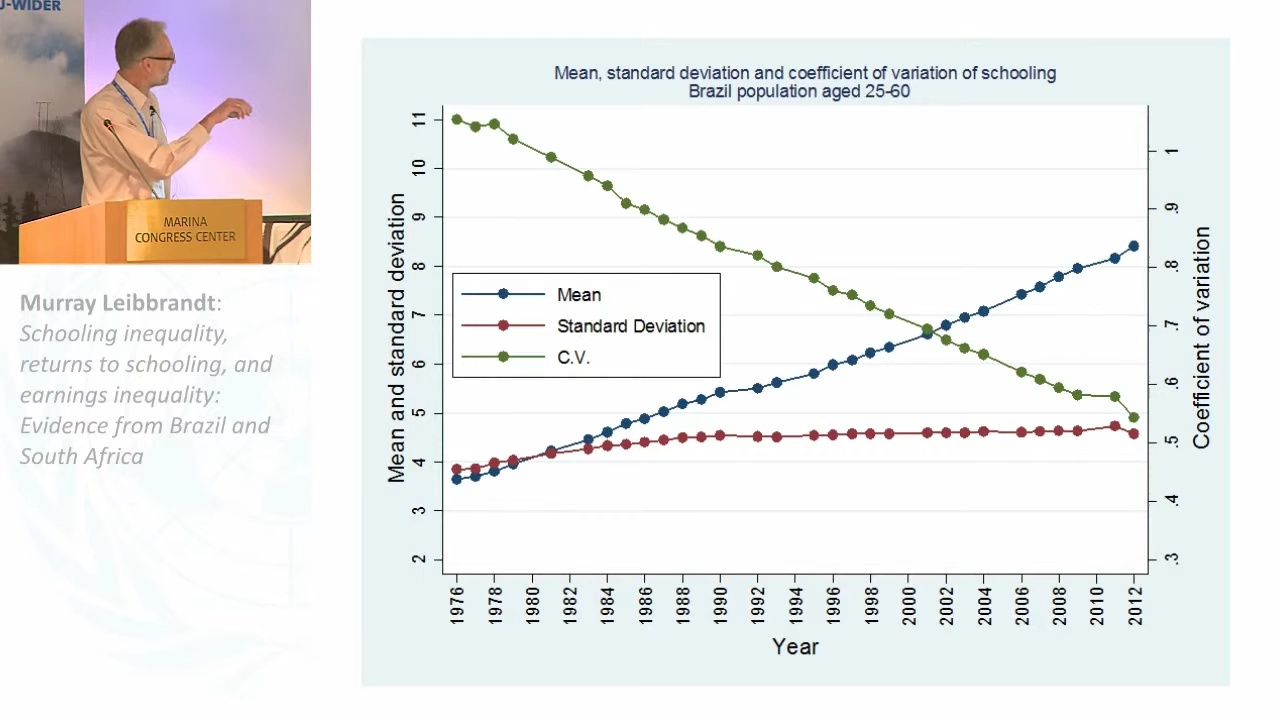 U-WIDER
MARINA
CONGRESS CENTER
Murray Leibbrandt:
Schooling inequality,
returns to schooling, and
earnings inequality:
Evidence from Brazil and
South Africa
Mean, standard deviation and coefficient of variation of schooling
Brazil population aged 25-60
Mean and standard deviation
11
10
9
8
7
6
5
4
3
2
Mean
Standard Deviation
C.V.
1
.9
.8
.7
.6
.5
.4
.3
Coefficient of variation
1976
1978
1980
1982
1984
1986
1988
1990
1992
1994
1996
1998
2000
2002
2004
2006
2008
2010
2012
Year